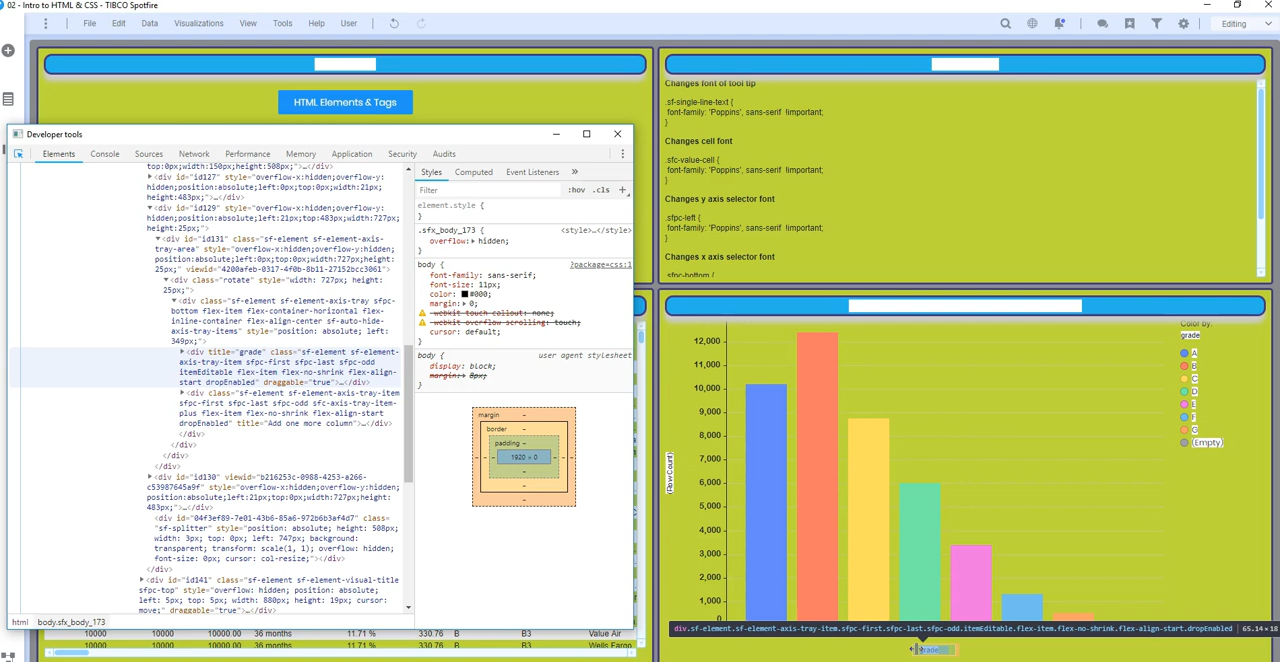 02 - Intro to HTML & CSS - TIBCO Spotfire
File Edit Data Visualizations View Tools Help User
Editing
HTML Elements & Tags
Changes font of tool tip
.sf-single-line-text {
font-family: 'Poppins', sans-serif !important;
}
Changes cell font
.sfc-value-cell {
font-family: 'Poppins', sans-serif !important;
}
Changes y axis selector font
.sfpc-left {
font-family: 'Poppins', sans-serif !important;
}
Changes x axis selector font
.sfpc-bottom {
Developer tools
Elements Console Sources Network Performance Memory Application Security Audits
top:0px;width:150px;height:508px;">…</div>
<div id="id127" style="overflow-x:hidden;overflow-y:
hidden;position:absolute;left:0px;top:0px;width:21px;
height:483px;">…</div>
<div id="id129" style="overflow-x:hidden;overflow-y:
hidden;position:absolute;left:21px;top:483px;width:727px;
height:25px;">
<div id="id131" class="sf-element sf-element-axis-
tray-area" style="overflow-x:hidden;overflow-y:hidden;
position:absolute;left:0px;top:0px;width:727px;height:
25px;" viewid="4200afeb-0317-4f0b-8b11-27152bcc3061">
<div class="rotate" style="width: 727px; height:
25px;">
<div class="sf-element sf-element-axis-tray sfpc-
bottom flex-item flex-container-horizontal flex-
inline-container flex-align-center sf-auto-hide-
axis-tray-items" style="position: absolute; left:
349px;">
<div title="grade" class="sf-element sf-element-
axis-tray-item sfpc-first sfpc-last sfpc-odd
itemEditable flex-item flex-no-shrink flex-align-
start dropEnabled" draggable="true">…</div>
<div class="sf-element sf-element-axis-tray-item
sfpc-first sfpc-last sfpc-odd sfc-axis-tray-item-
plus flex-item flex-no-shrink flex-align-start
dropEnabled" title="Add one more column">…</div>
</div>
</div>
</div>
</div>
<div id="id130" viewid="b216253c-0988-4453-a266-
c53987645a9f" style="overflow-x:hidden;overflow-y:hidden;
position:absolute;left:21px;top:0px;width:727px;height:
483px;">…</div>
<div id="04f3ef89-7e01-43b6-85a6-972b6b3af4d7" class=
"sf-splitter" style="position: absolute; height: 508px;
width: 3px; top: 0px; left: 747px; background:
transparent; transform: scale(1, 1); overflow: hidden;
font-size: 0px; cursor: col-resize;"></div>
</div>
<div id="id141" class="sf-element sf-element-visual-title
sfpc-top" style="overflow: hidden; position: absolute;
left: 5px; top: 5px; width: 880px; height: 19px; cursor:
move;" draggable="true">…</div>
html body.sfx_body_173
Styles Computed Event Listeners »
Filter :hov .cls +
element.style {
}
.sfx_body_173 <style>…</style>
overflow: hidden;
}
body ?package=css:1
font-family: sans-serif;
font-size: 11px;
color: #000;
margin: 0;
-webkit-touch-callout: none;
-webkit-overflow-scrolling: touch;
cursor: default;
}
body { user agent stylesheet
display: block;
margin: 8px;
}
margin –
border –
padding –
1920 × 0
12,000
11,000
10,000
9,000
8,000
7,000
6,000
5,000
4,000
3,000
2,000
1,000
(Row Count)
Color by:
grade
A
B
C
D
E
F
G
(Empty)
div.sf-element.sf-element-axis-tray-item.sfpc-first.sfpc-last.sfpc-odd.itemEditable.flex-item.flex-no-shrink.flex-align-start.dropEnabled | 65.14×18
grade
10000 10000 10000.00 36 months 11.71 % 330.76 B B3 Value Air
10000 10000 10000.00 36 months 11.71 % 330.76 B B3 Wells Fargo